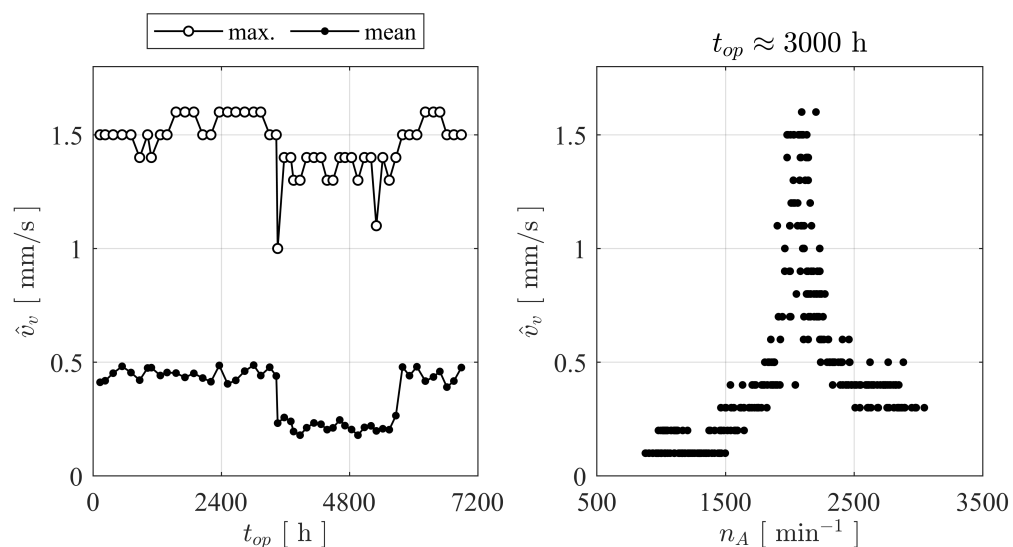 max. mean
1.5
1
0.5
0
0 2400 4800 7200
v̂_v [ mm/s ]
t_op [ h ]
t_op ≈ 3000 h
1.5
1
0.5
0
500 1500 2500 3500
v̂_v [ mm/s ]
n_A [ min⁻¹ ]